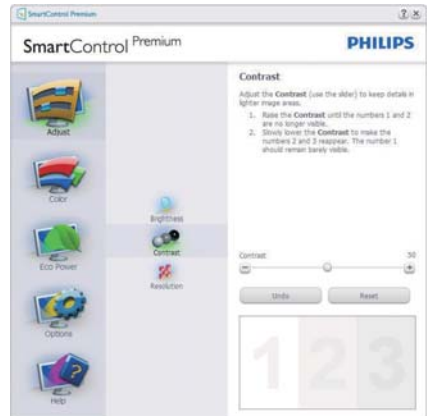 SmartControl Premium
SmartControl Premium
PHILIPS
Adjust
Color
Eco Power
Options
Help
Brightness
Contrast
Resolution
Contrast
Adjust the Contrast (use the slider) to keep details in
lighter image areas.
1. Raise the Contrast until the numbers 1 and 2
are no longer visible.
2. Slowly lower the Contrast to make the
numbers 2 and 3 reappear. The number 1
should remain barely visible.
Contrast 50
Undo Reset
1 2 3